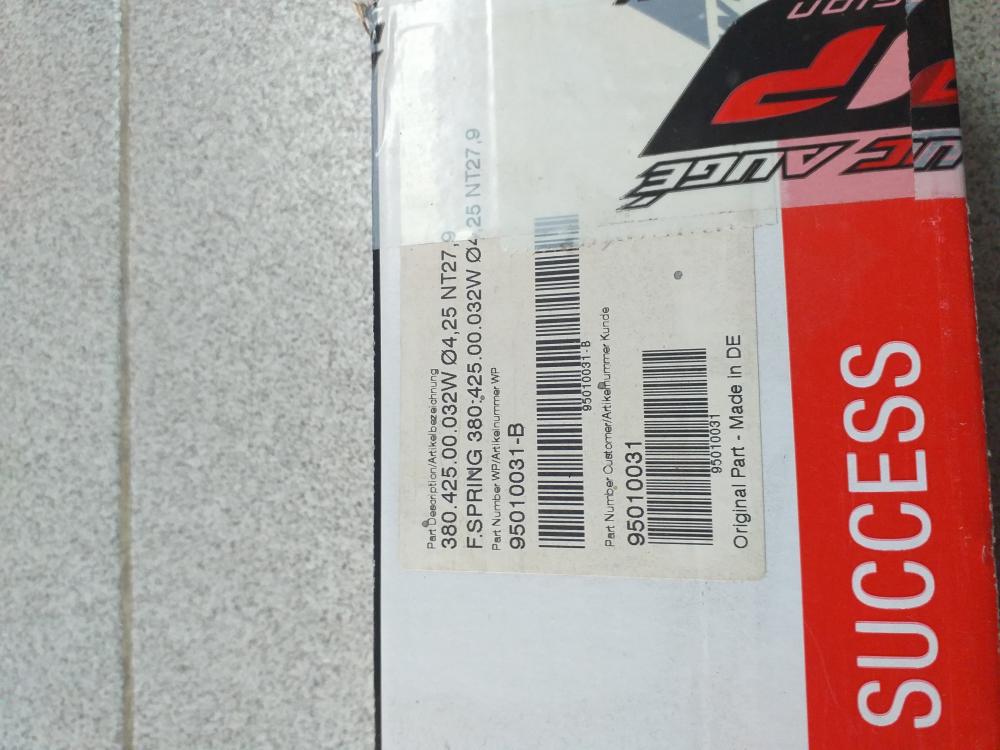 Part Description/Artikelbezeichnung
380.425.00.032W Ø4,25 NT27,9
F.SPRING 380-425.00.032W Ø4,25 NT27,9
Part Number WP/Artikelnummer WP
95010031-B
95010031-B
Part Number Customer/Artikelnummer Kunde
95010031
95010031
Original Part - Made in DE
SUCCESS